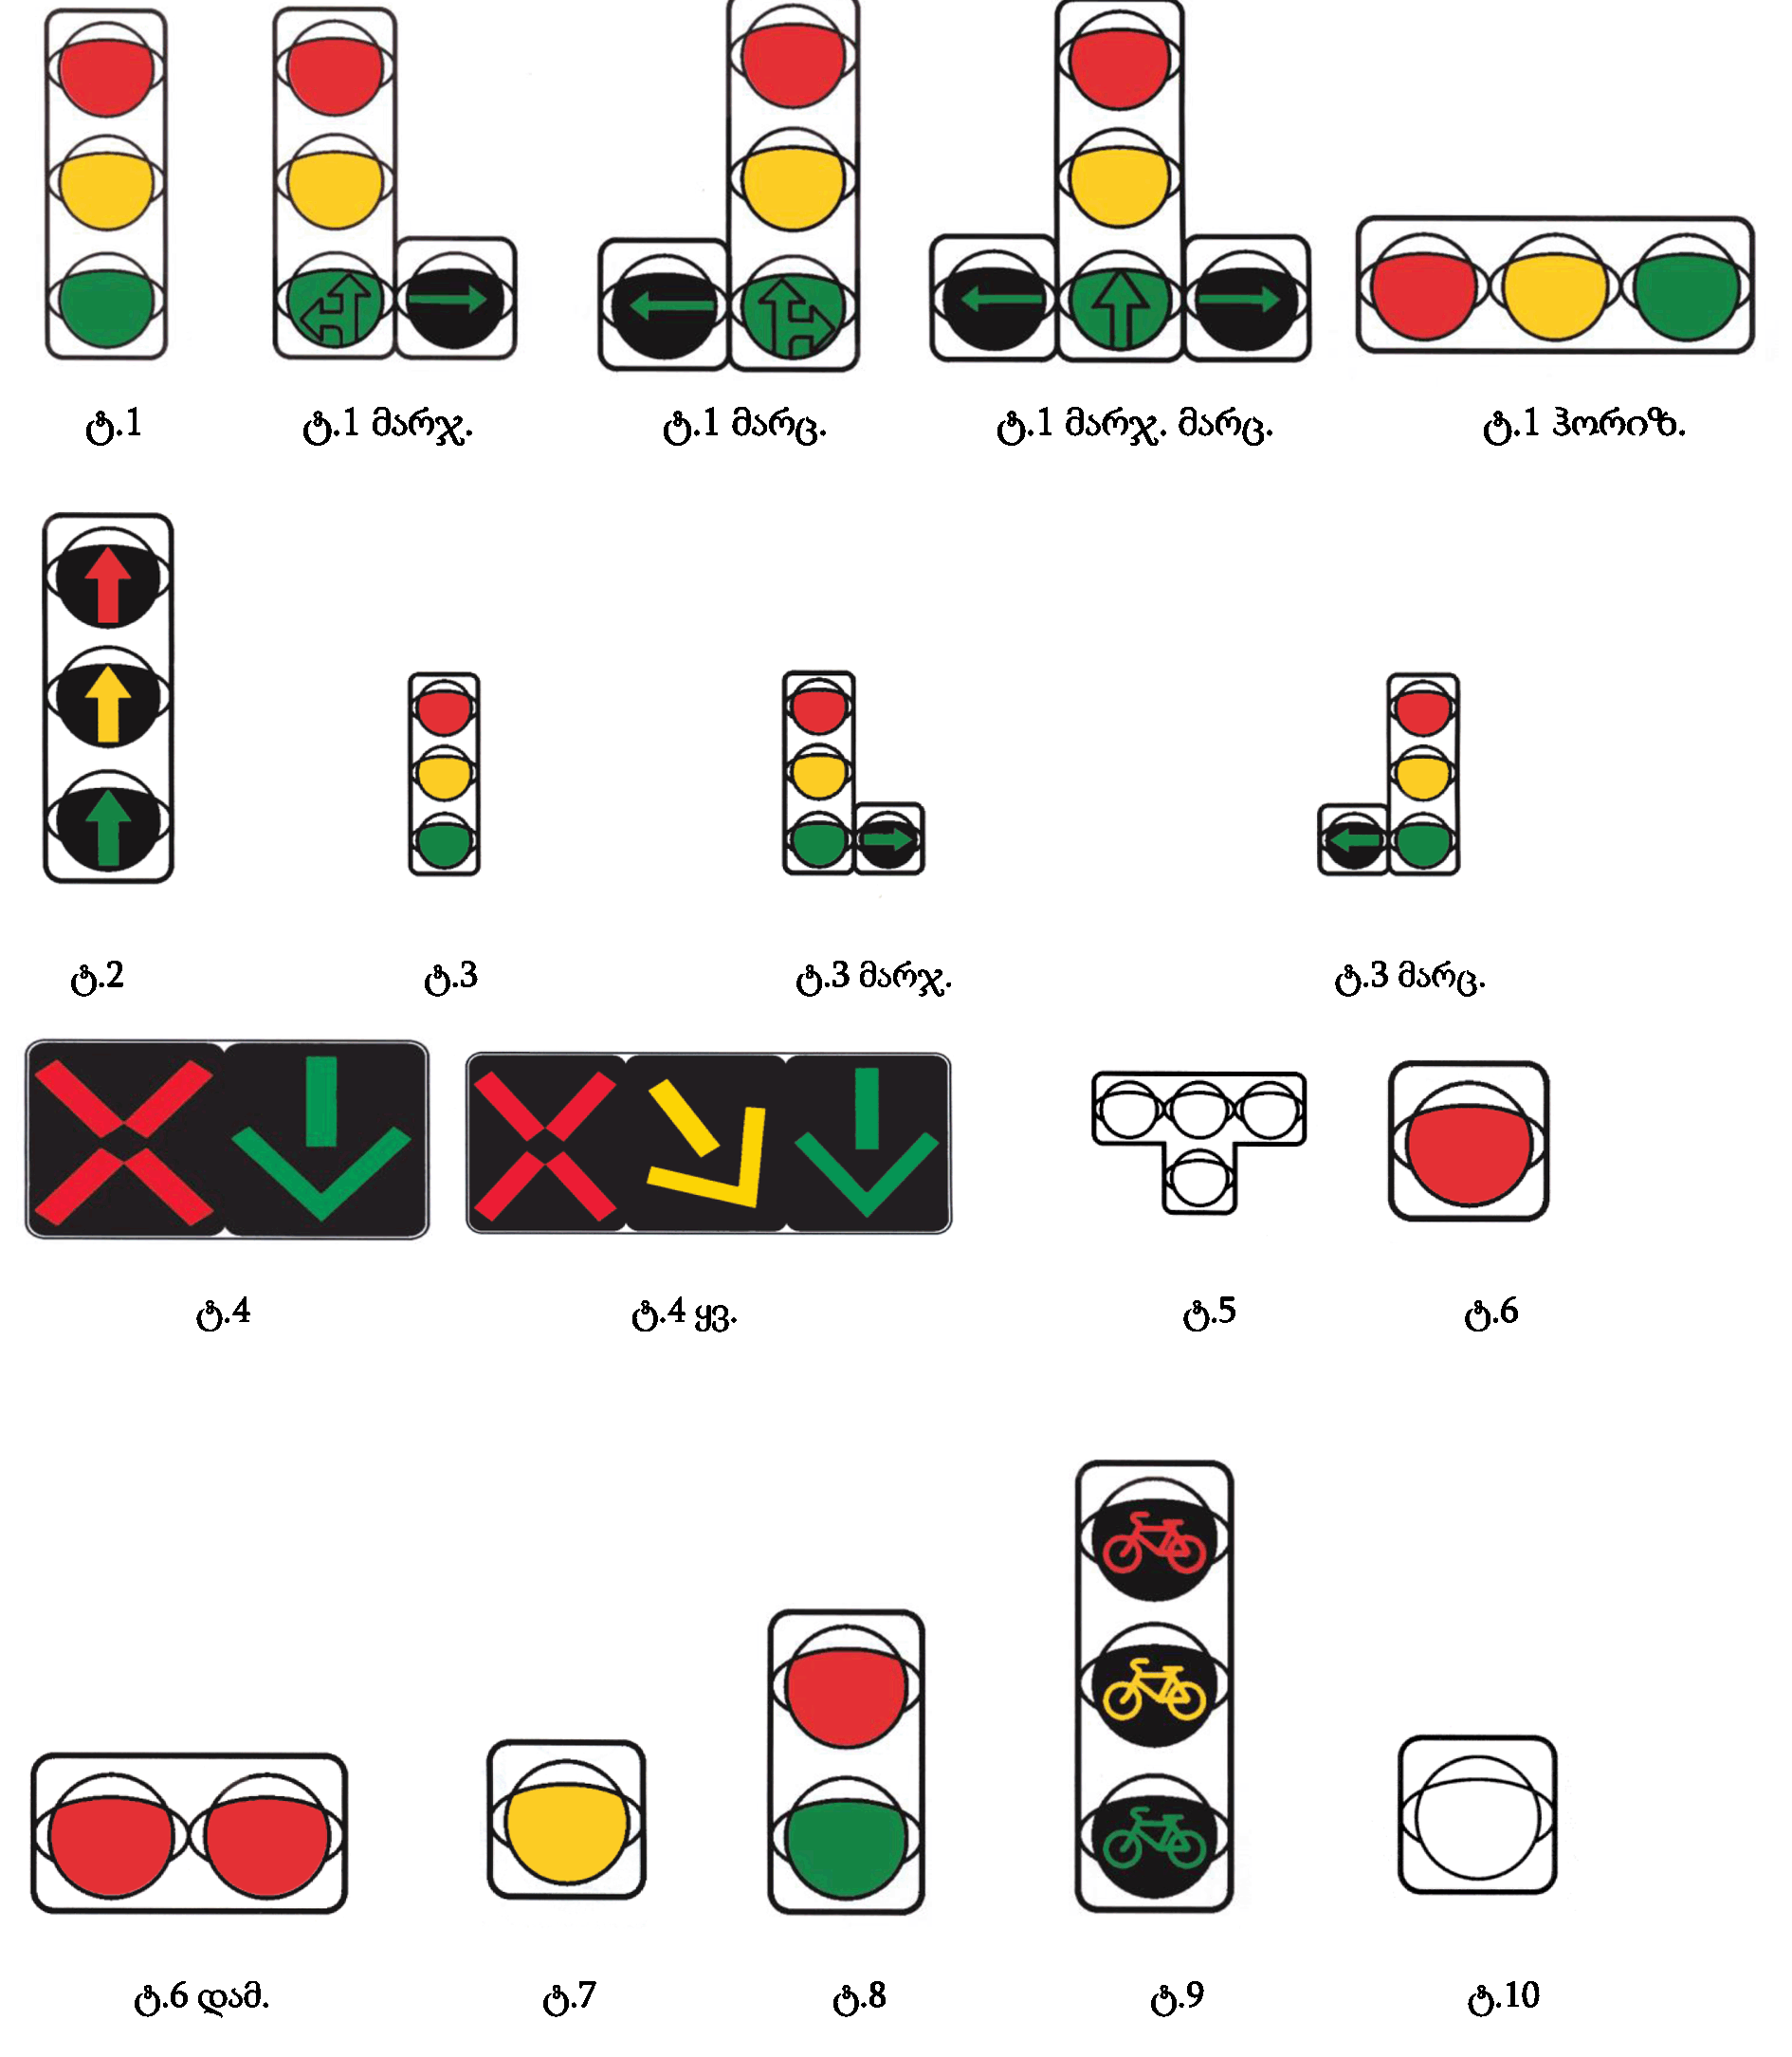 ტ.1 ტ.1 მარჯ. ტ.1 მარც. ტ.1 მარჯ. მარც. ტ.1 ჰორიზ.
ტ.2 ტ.3 ტ.3 მარჯ. ტ.3 მარც.
ტ.4 ტ.4 ყვ. ტ.5 ტ.6
ტ.6 დამ. ტ.7 ტ.8 ტ.9 ტ.10